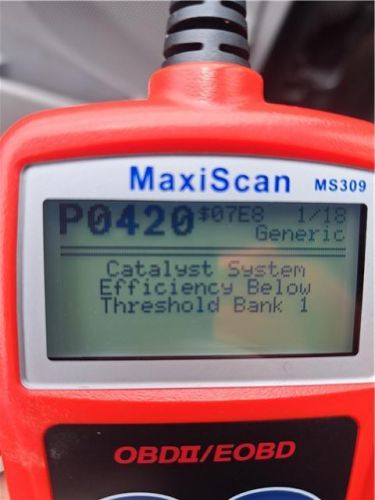 MaxiScan MS309
P0420 $07E8 1/18
Generic
Catalyst System
Efficiency Below
Threshold Bank 1
OBDII/EOBD